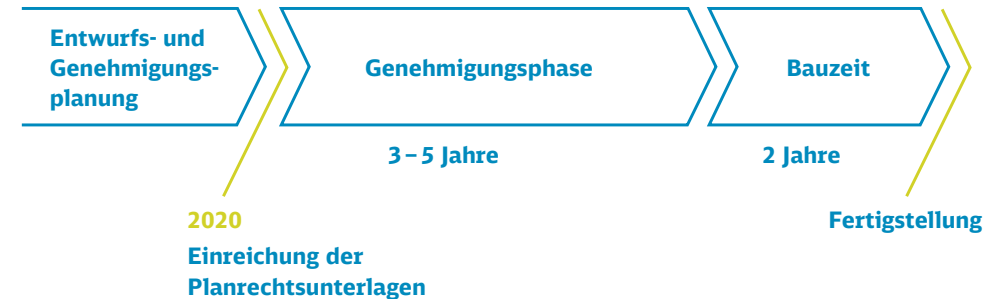 Entwurfs- und
Genehmigungs-
planung
Genehmigungsphase
Bauzeit
3 – 5 Jahre
2 Jahre
2020
Einreichung der
Planrechtsunterlagen
Fertigstellung